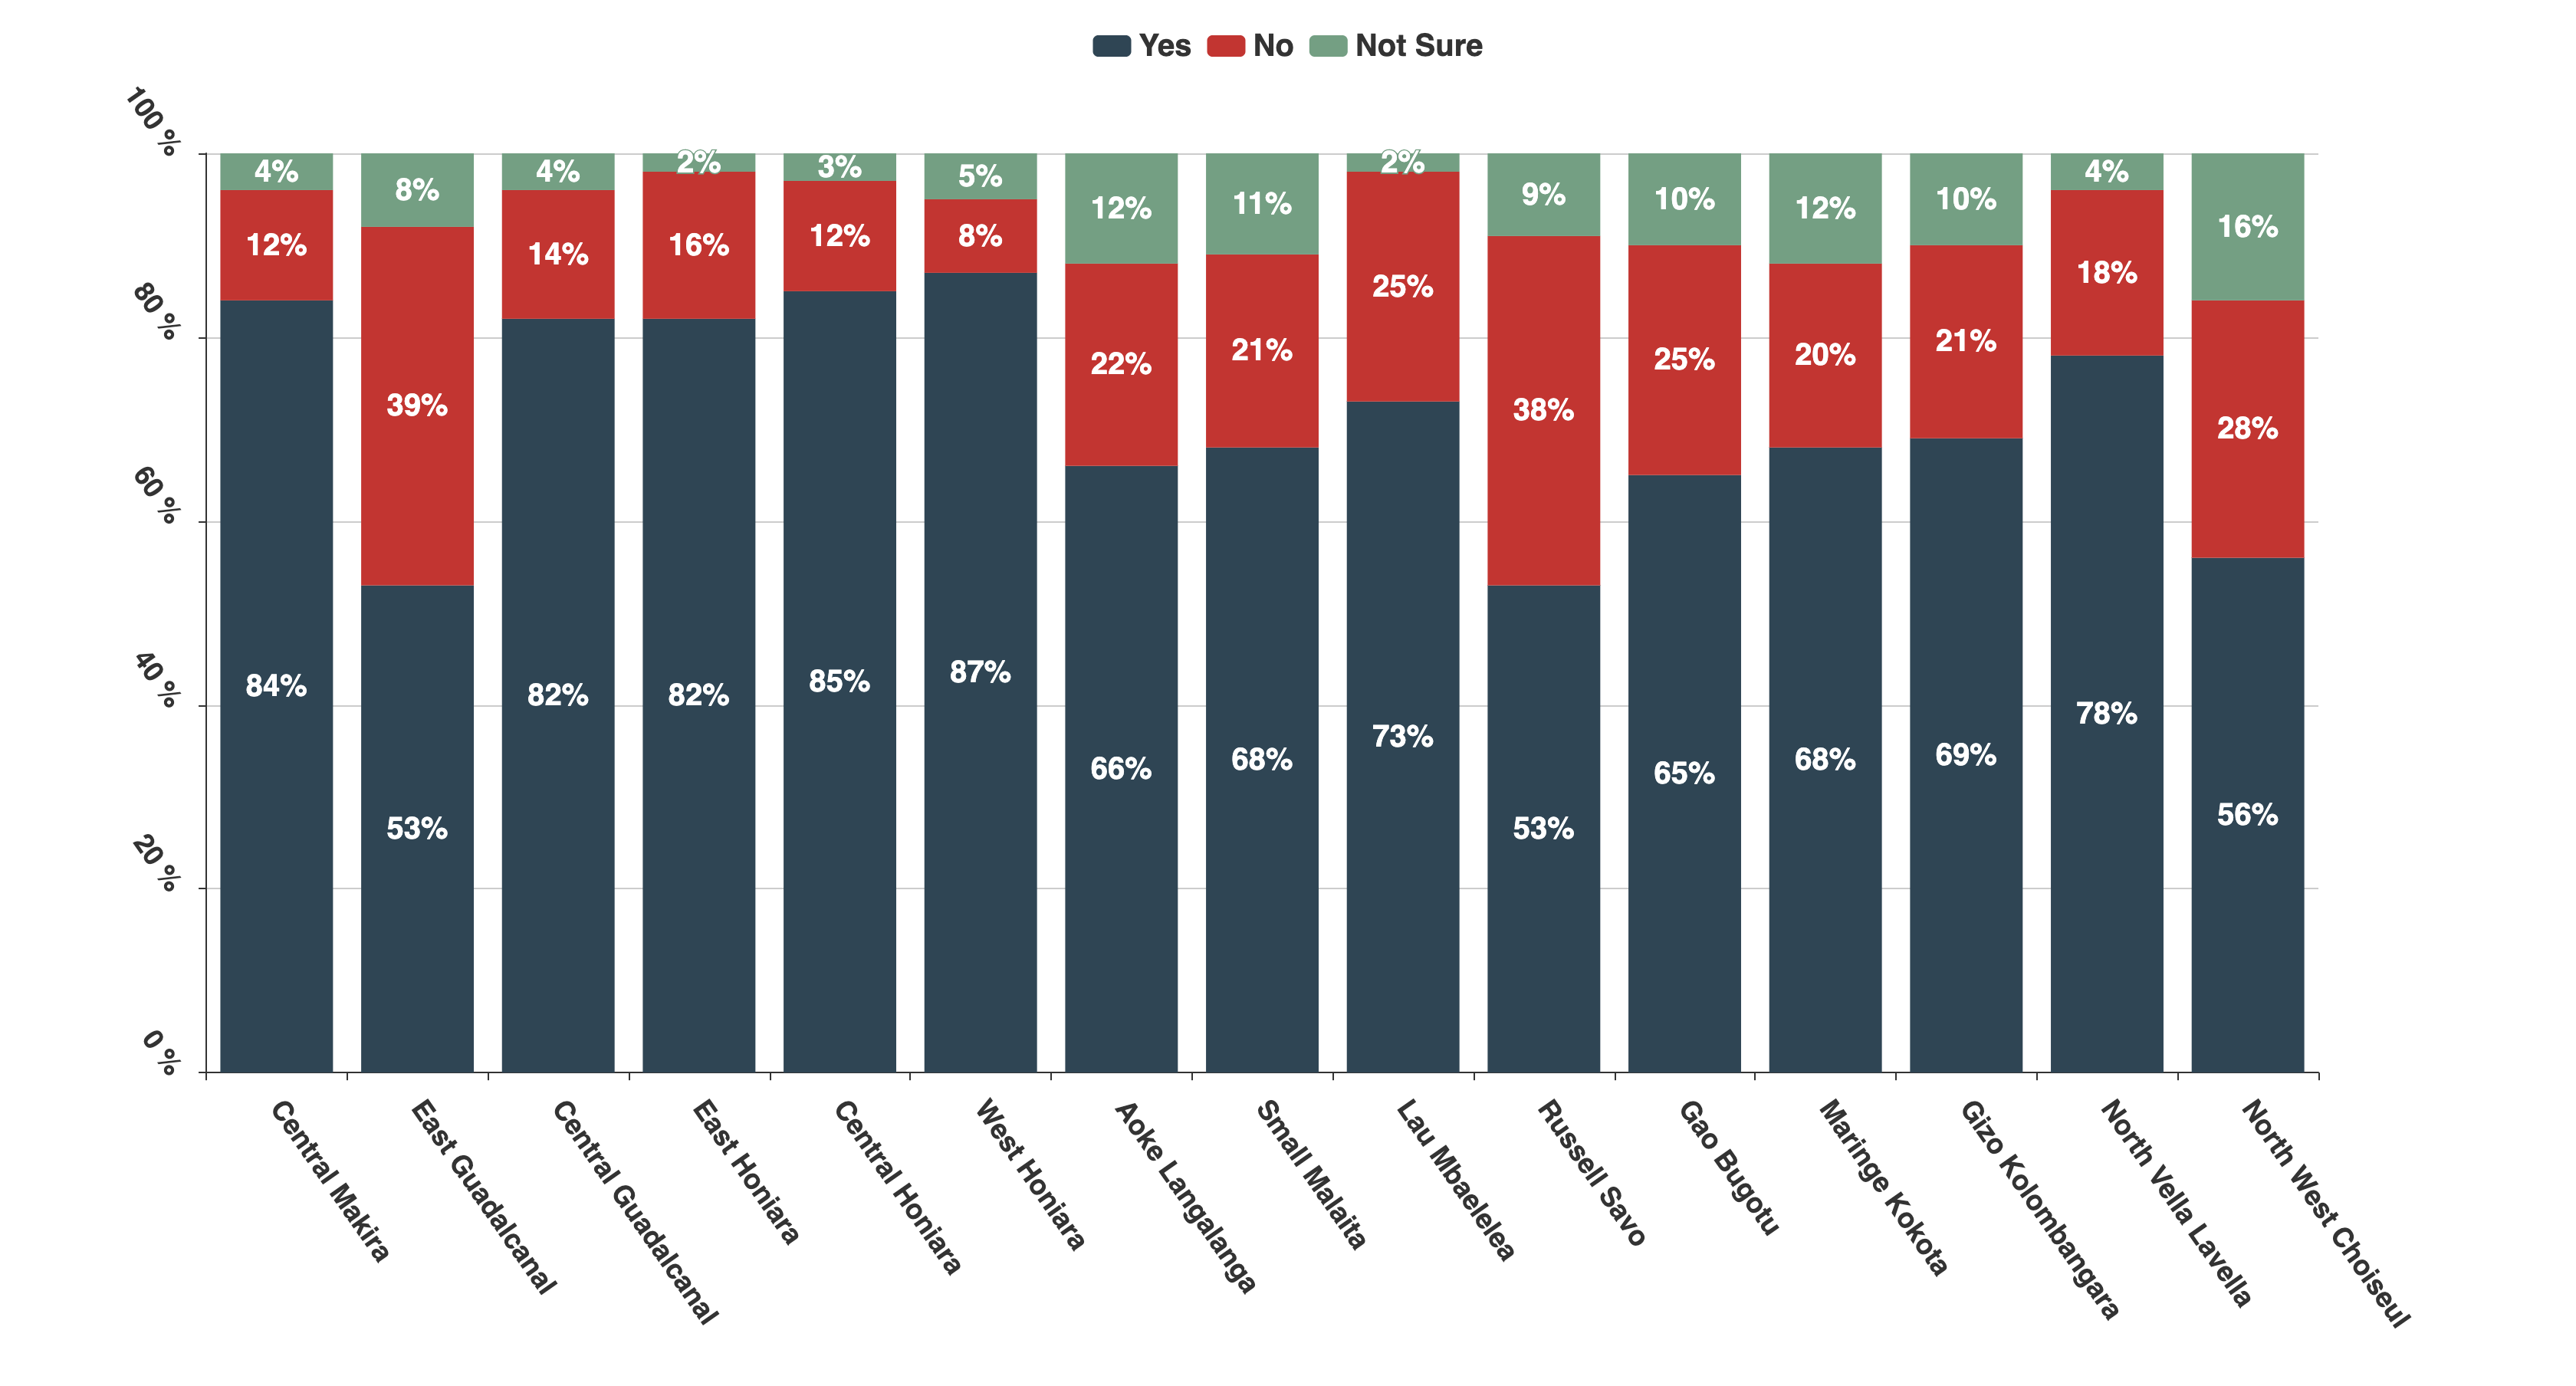 Yes No Not Sure
100 %
80 %
60 %
40 %
20 %
0 %
4% 8% 4% 2% 3% 5% 12% 11% 2% 9% 10% 12% 10% 4% 16%
12% 39% 14% 16% 12% 8% 22% 21% 25% 38% 25% 20% 21% 18% 28%
84% 53% 82% 82% 85% 87% 66% 68% 73% 53% 65% 68% 69% 78% 56%
Central Makira
East Guadalcanal
Central Guadalcanal
East Honiara
Central Honiara
West Honiara
Aoke Langalanga
Small Malaita
Lau Mbaelelea
Russell Savo
Gao Bugotu
Maringe Kokota
Gizo Kolombangara
North Vella Lavella
North West Choiseul